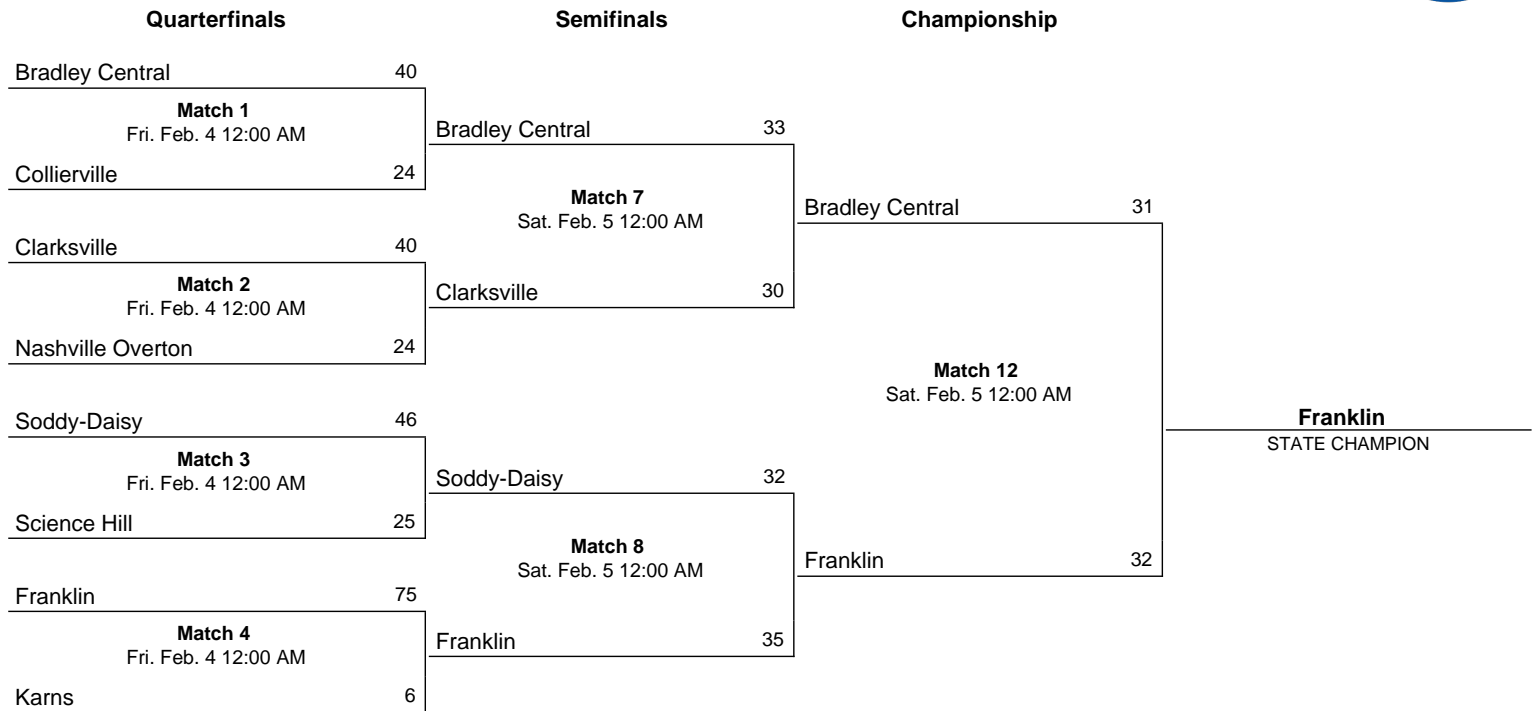 Quarterfinals Semifinals Championship
Bradley Central 40
Match 1
Fri. Feb. 4 12:00 AM
Collierville 24
Clarksville 40
Match 2
Fri. Feb. 4 12:00 AM
Nashville Overton 24
Soddy-Daisy 46
Match 3
Fri. Feb. 4 12:00 AM
Science Hill 25
Franklin 75
Match 4
Fri. Feb. 4 12:00 AM
Karns 6
Bradley Central 33
Match 7
Sat. Feb. 5 12:00 AM
Clarksville 30
Soddy-Daisy 32
Match 8
Sat. Feb. 5 12:00 AM
Franklin 35
Bradley Central 31
Match 12
Sat. Feb. 5 12:00 AM
Franklin 32
Franklin
STATE CHAMPION